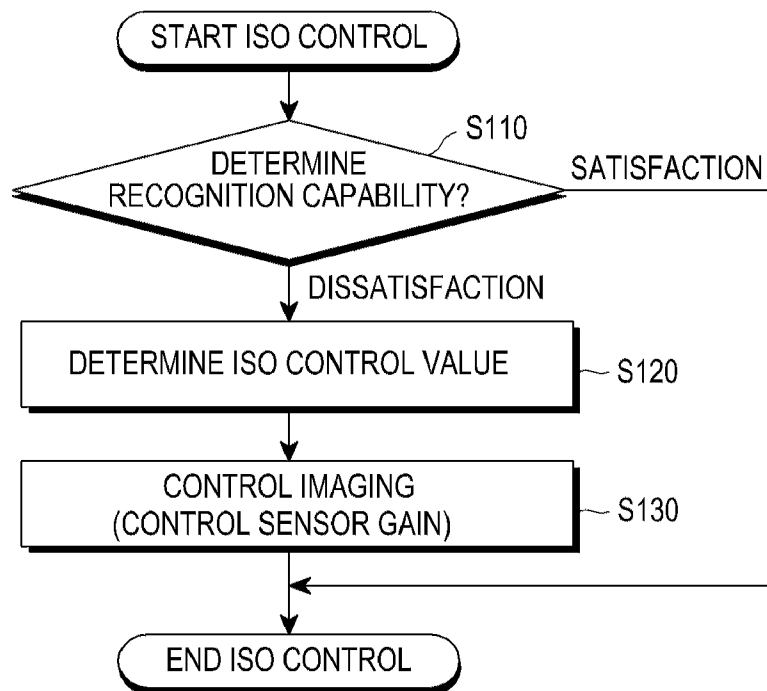 START ISO CONTROL
S110
DETERMINE
RECOGNITION CAPABILITY?
SATISFACTION
DISSATISFACTION
DETERMINE ISO CONTROL VALUE
S120
CONTROL IMAGING
(CONTROL SENSOR GAIN)
S130
END ISO CONTROL